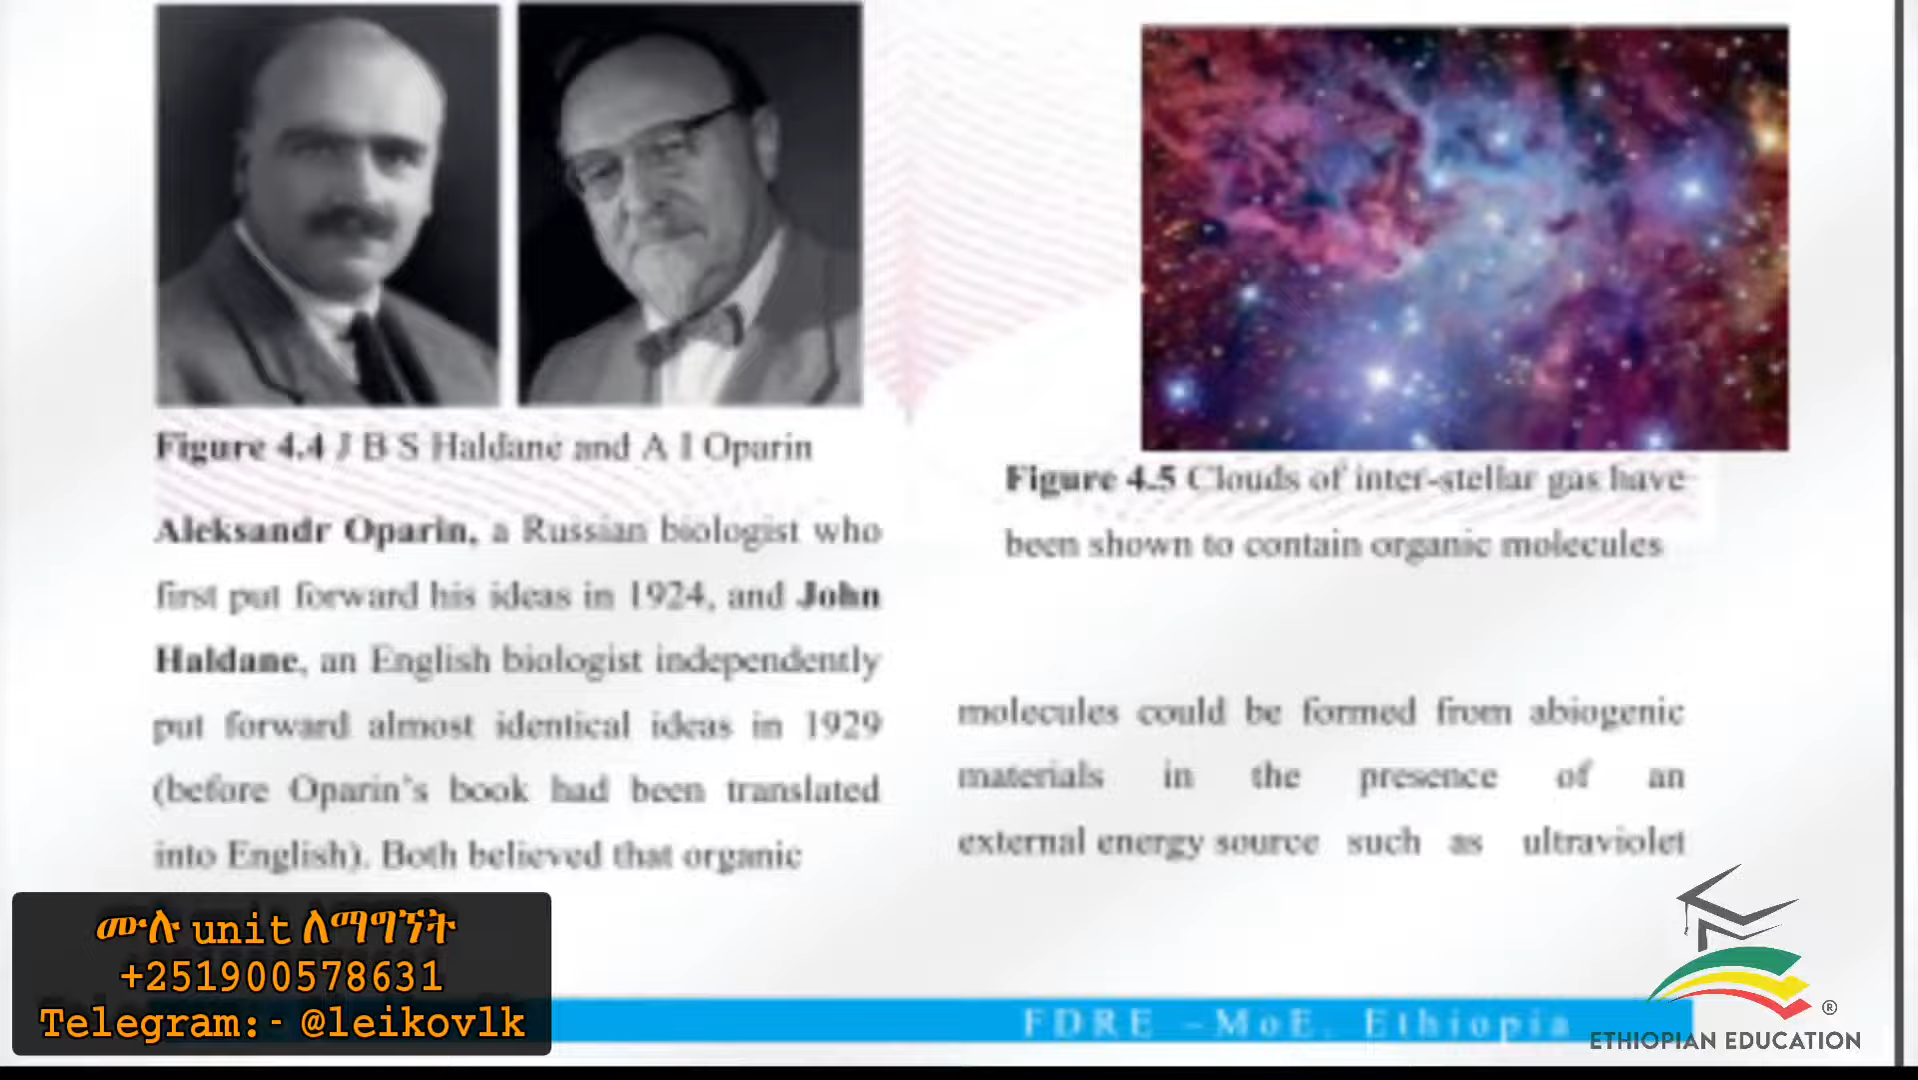 Figure 4.4 J B S Haldane and A I Oparin
Aleksandr Oparin, a Russian biologist who
first put forward his ideas in 1924, and John
Haldane, an English biologist independently
put forward almost identical ideas in 1929
(before Oparin's book had been translated
into English). Both believed that organic
Figure 4.5 Clouds of inter-stellar gas have
been shown to contain organic molecules
molecules could be formed from abiogenic
materials in the presence of an
external energy source such as ultraviolet
ሙሉ unit ለማግኘት
+251900578631
Telegram:- @leikovlk
FDRE -MoE, Ethiopia
®
ETHIOPIAN EDUCATION